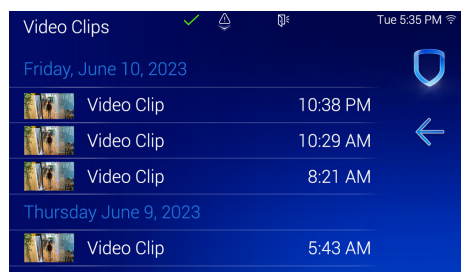 Video Clips
Tue 5:35 PM
Friday, June 10, 2023
Video Clip 10:38 PM
Video Clip 10:29 AM
Video Clip 8:21 AM
Thursday June 9, 2023
Video Clip 5:43 AM